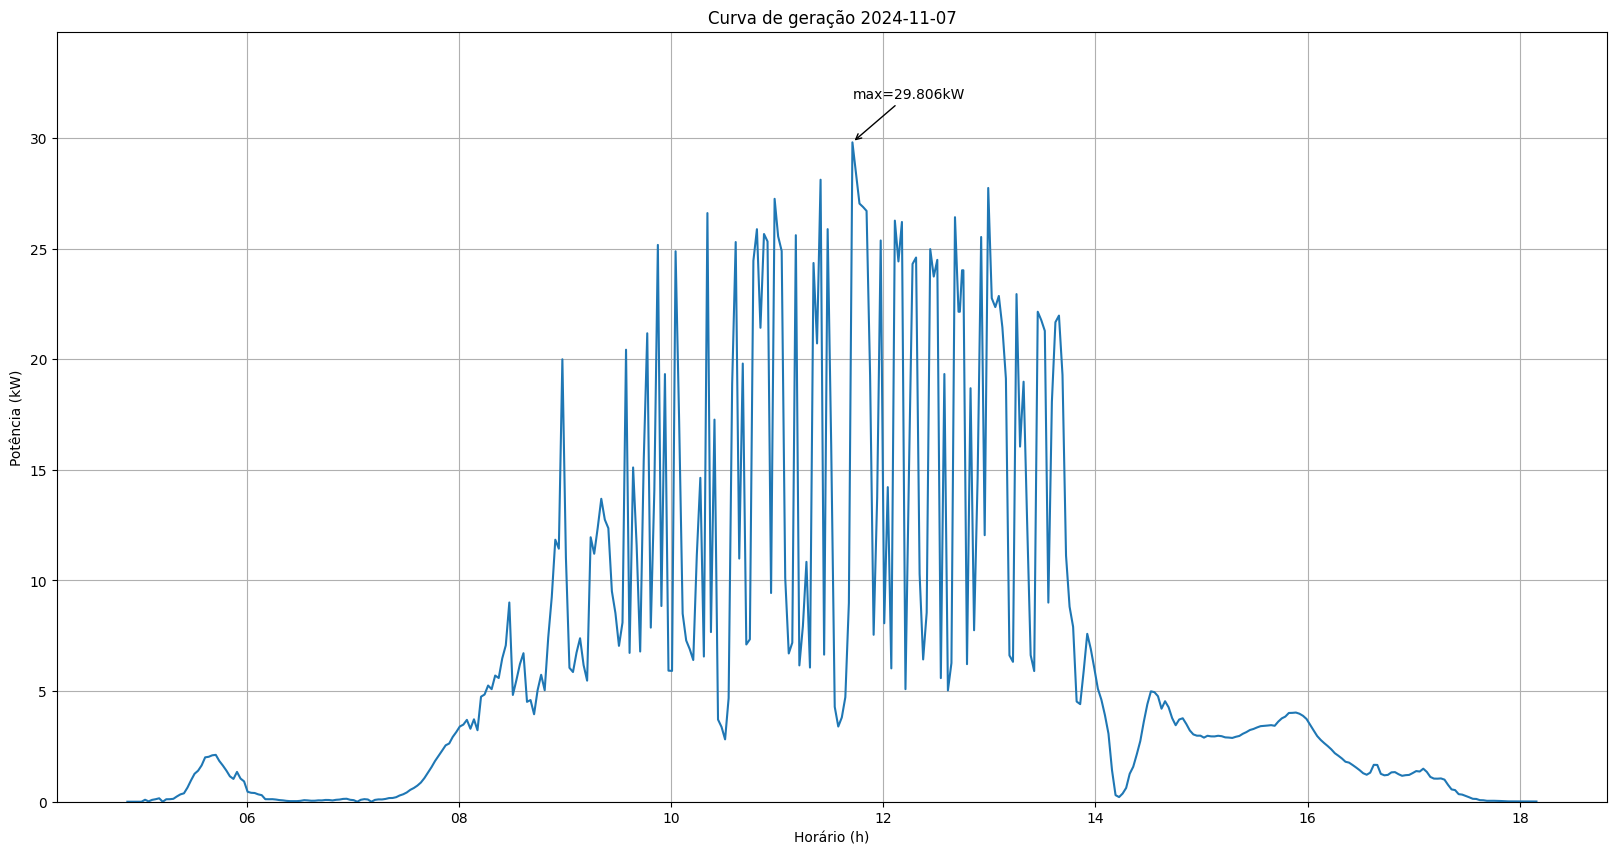 Curva de geração 2024-11-07
max=29.806kW
Potência (kW)
30
25
20
15
10
5
0
06 08 10 12 14 16 18
Horário (h)